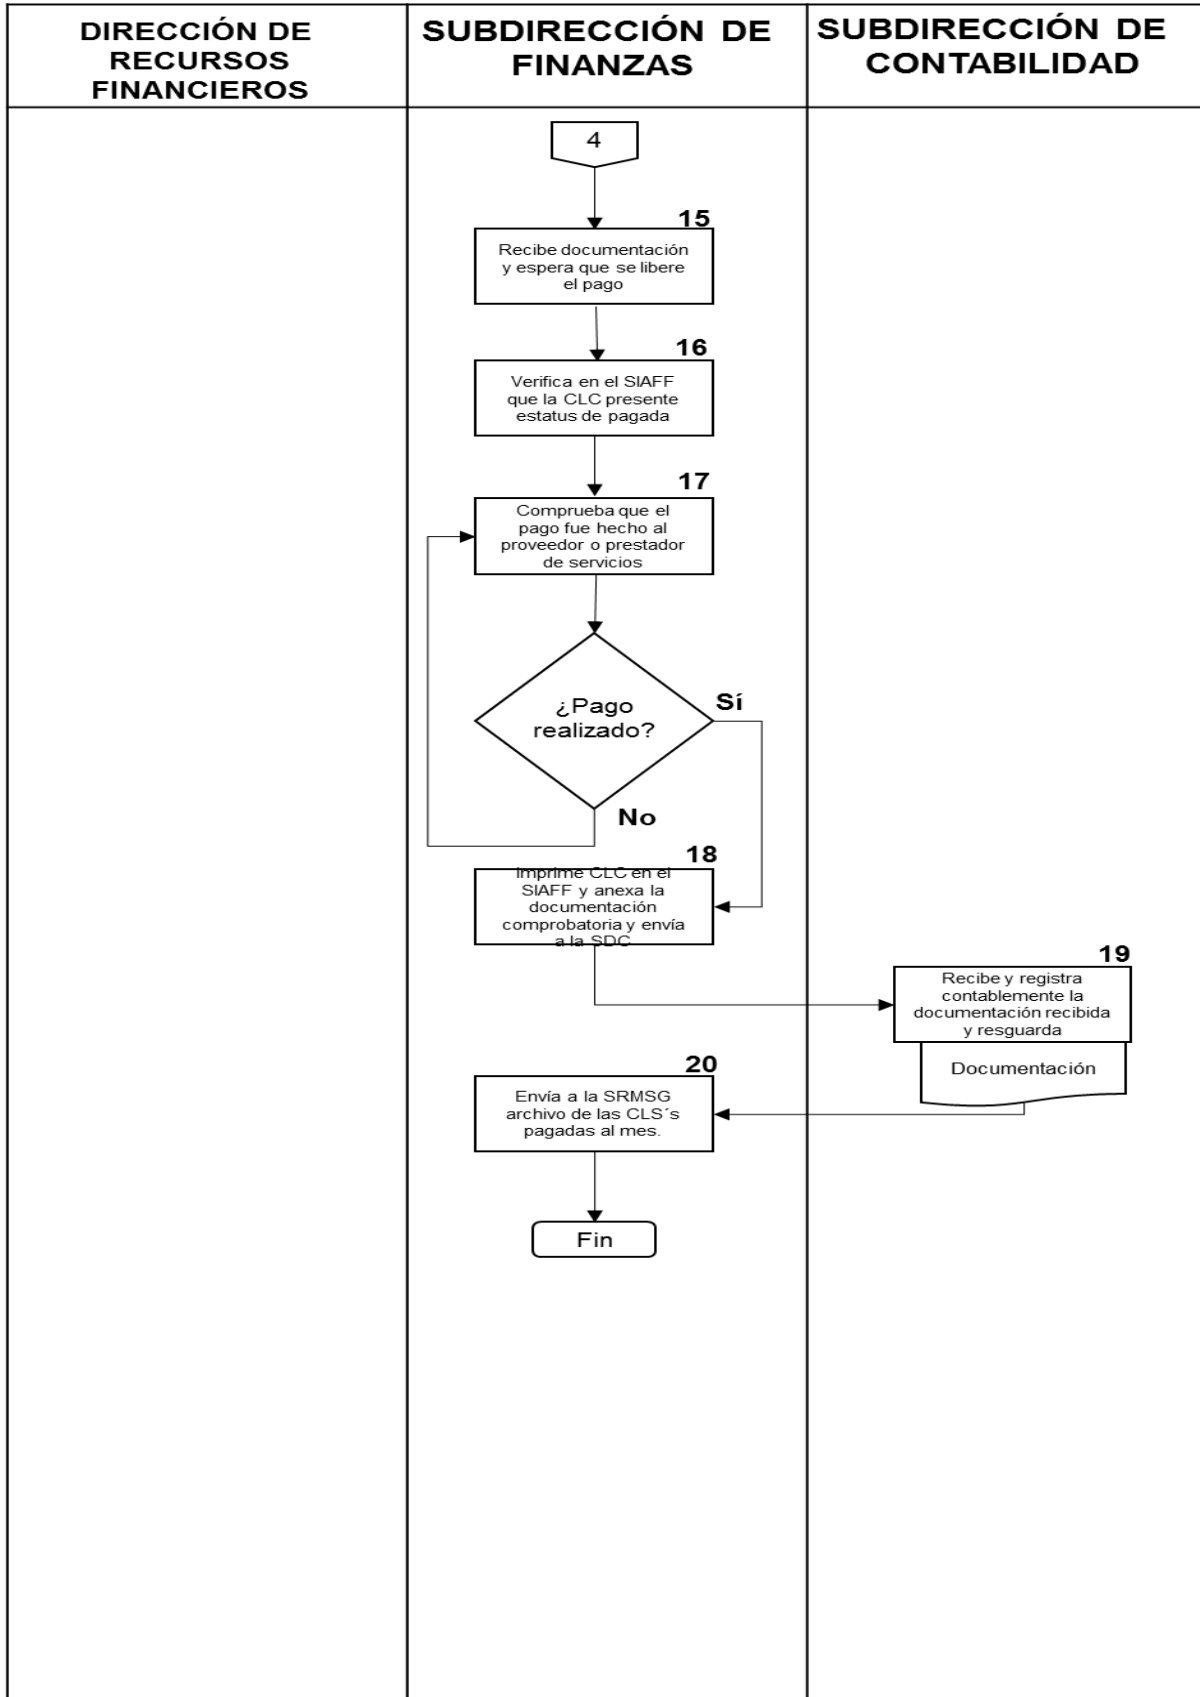 DIRECCIÓN DE
RECURSOS
FINANCIEROS
SUBDIRECCIÓN DE
FINANZAS
SUBDIRECCIÓN DE
CONTABILIDAD
4
15
Recibe documentación
y espera que se libere
el pago
16
Verifica en el SIAFF
que la CLC presente
estatus de pagada
17
Comprueba que el
pago fue hecho al
proveedor o prestador
de servicios
¿Pago
realizado?
Sí
No
18
Imprime CLC en el
SIAFF y anexa la
documentación
comprobatoria y envía
a la SDC
19
Recibe y registra
contablemente la
documentación recibida
y resguarda
Documentación
20
Envía a la SRMSG
archivo de las CLS´s
pagadas al mes.
Fin